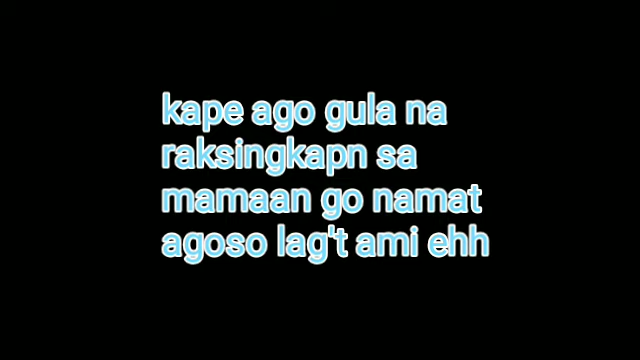 kape ago gula na
raksingkapn sa
mamaan go namat
agoso lag't ami ehh